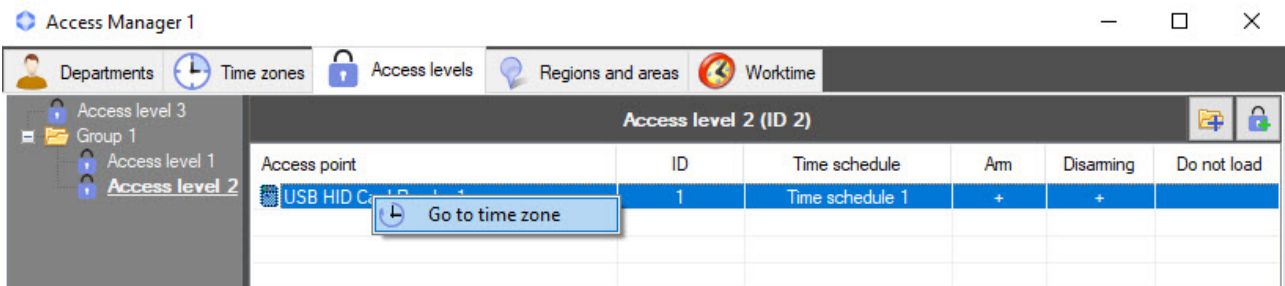 Access Manager 1
Departments Time zones Access levels Regions and areas Worktime
Access level 3
Group 1
Access level 1
Access level 2
Access level 2 (ID 2)
Access point ID Time schedule Arm Disarming Do not load
USB HID 1 Time schedule 1 + +
Go to time zone